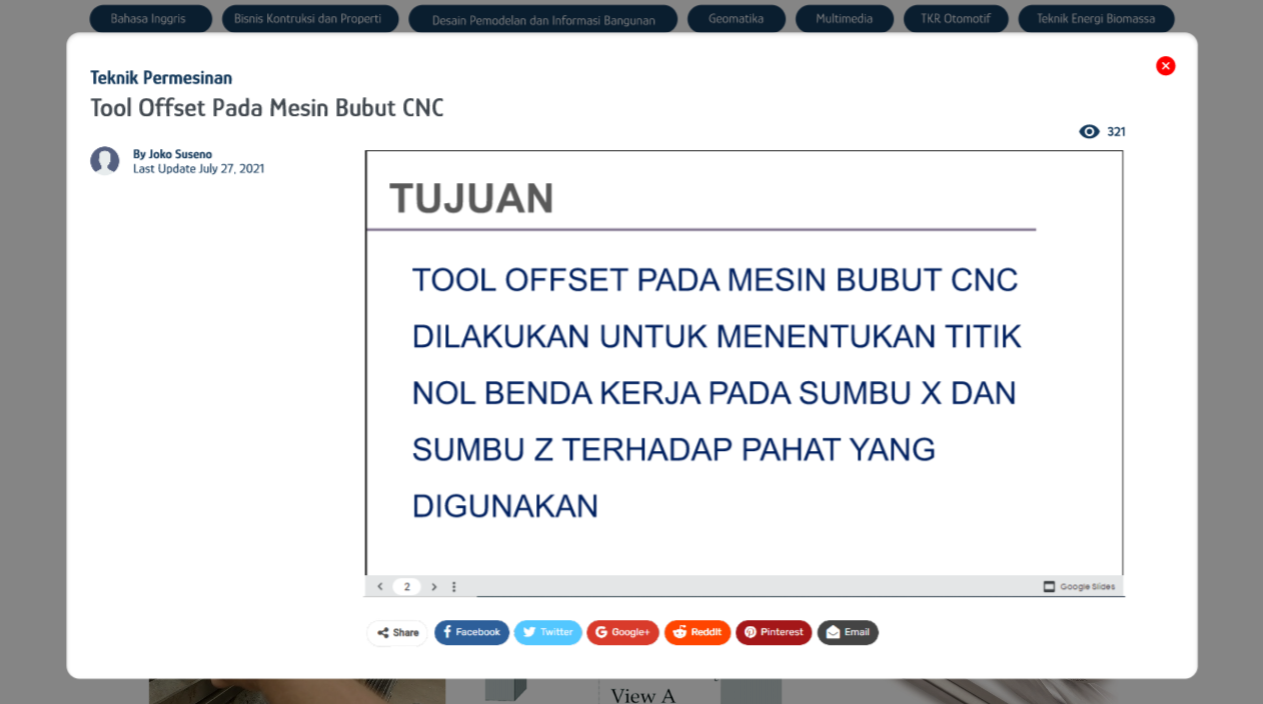 Bahasa Inggris
Bisnis Kontruksi dan Properti
Desain Pemodelan dan Informasi Bangunan
Geomatika
Multimedia
TKR Otomotif
Teknik Energi Biomassa
Teknik Permesinan
Tool Offset Pada Mesin Bubut CNC
321
By Joko Suseno
Last Update July 27, 2021
TUJUAN
TOOL OFFSET PADA MESIN BUBUT CNC
DILAKUKAN UNTUK MENENTUKAN TITIK
NOL BENDA KERJA PADA SUMBU X DAN
SUMBU Z TERHADAP PAHAT YANG
DIGUNAKAN
2
Google Slides
Share
Facebook
Twitter
Google+
Reddit
Pinterest
Email
View A